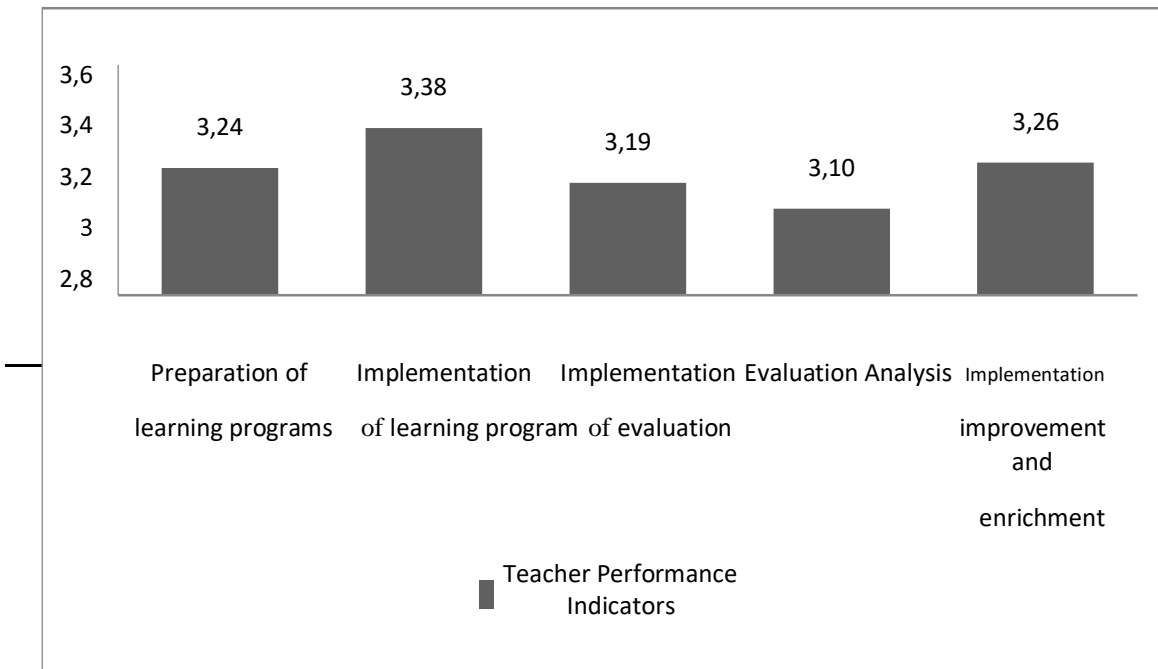 3,6
3,4
3,2
3
2,8
3,24
3,38
3,19
3,10
3,26
Preparation of
learning programs
Implementation
of learning program
Implementation
of evaluation
Evaluation Analysis
Implementation
improvement
and
enrichment
Teacher Performance
Indicators